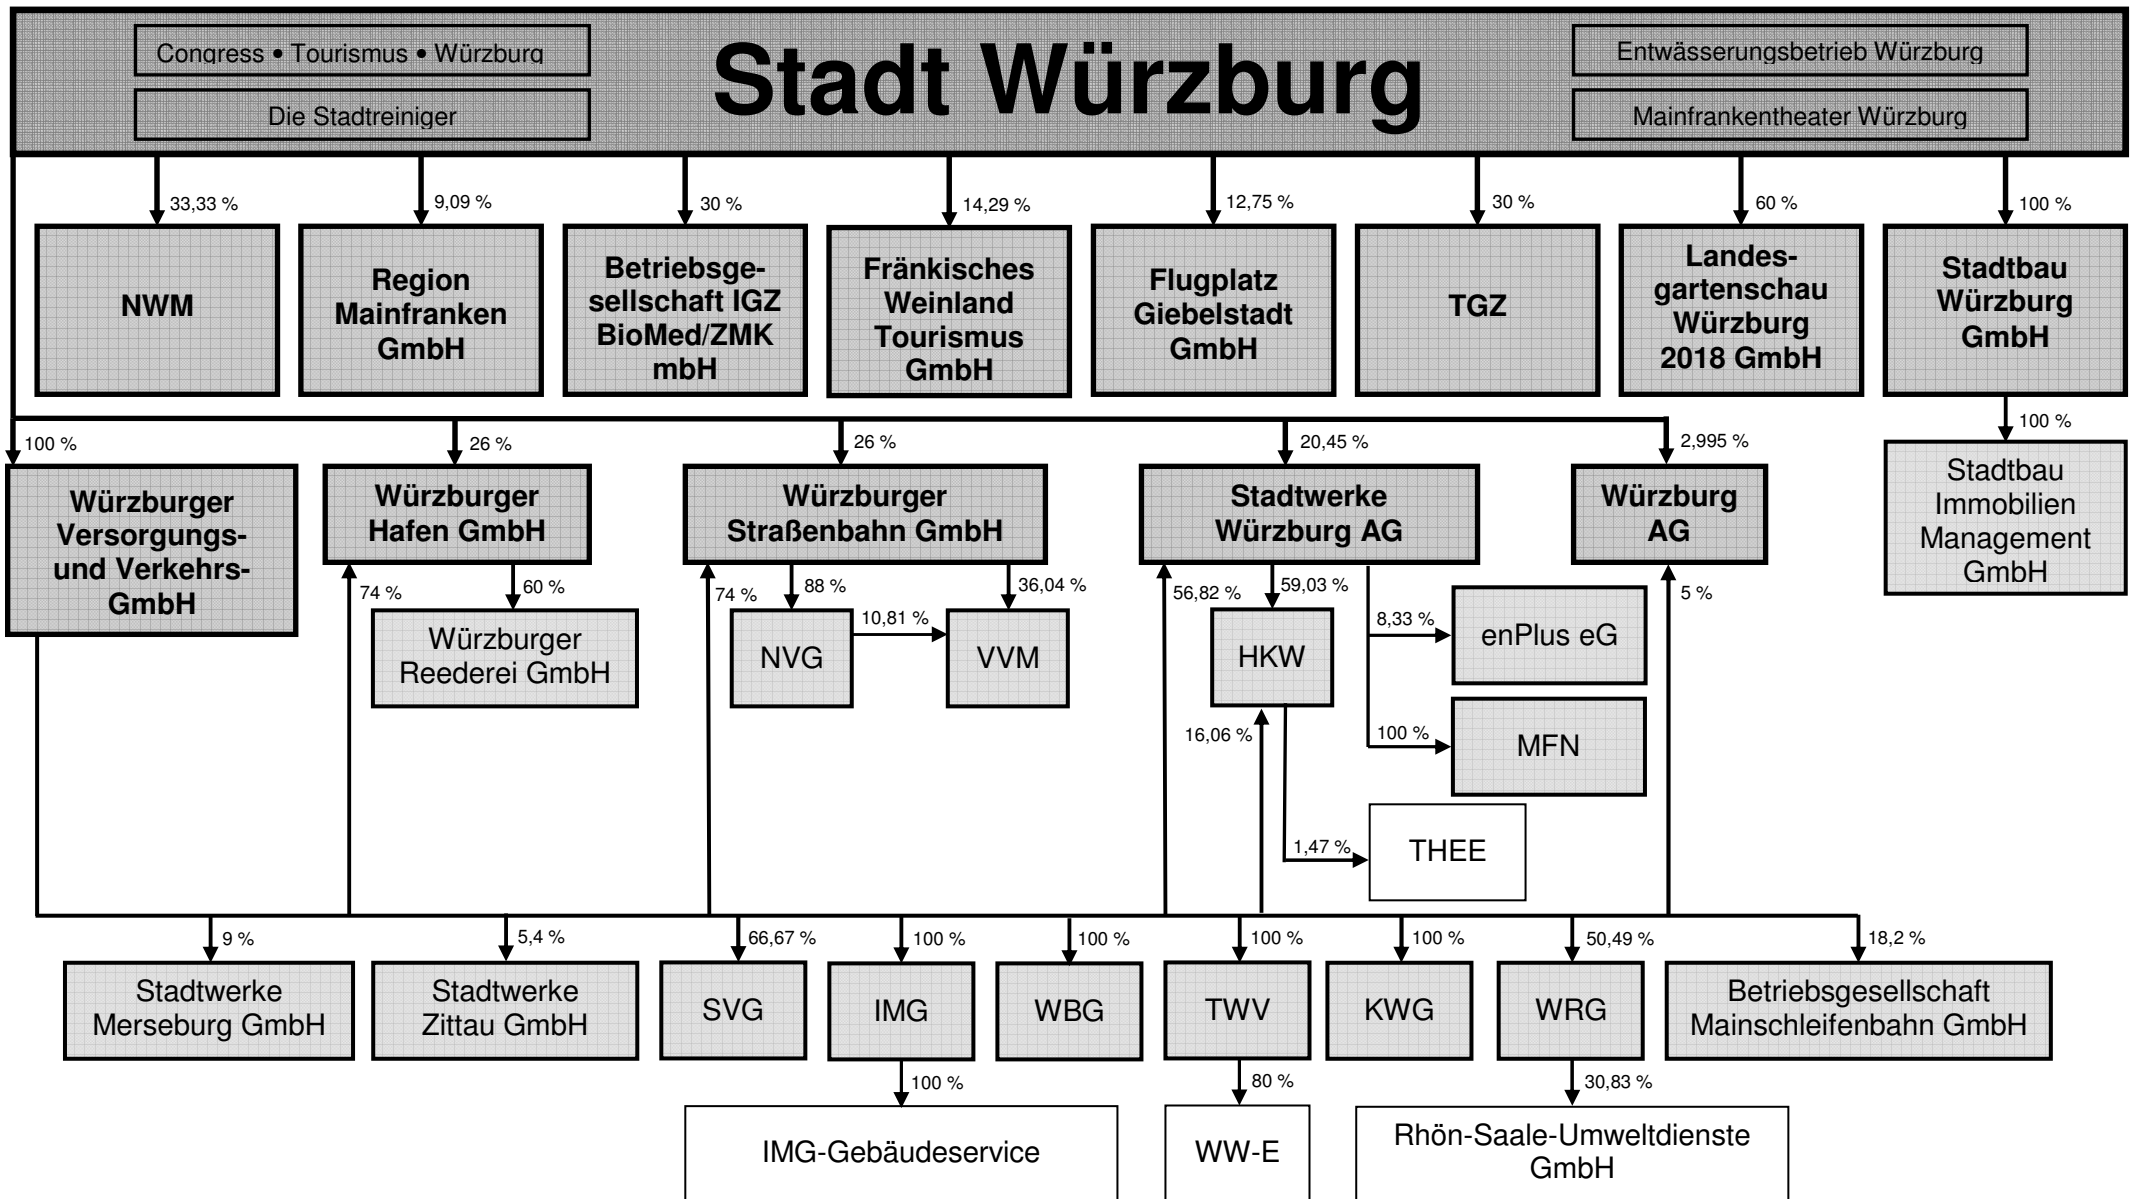 Congress • Tourismus • Würzburg
Die Stadtreiniger
Stadt Würzburg
Entwässerungsbetrieb Würzburg
Mainfrankentheater Würzburg
33,33 %
9,09 %
30 %
14,29 %
12,75 %
30 %
60 %
100 %
NWM
Region
Mainfranken
GmbH
Betriebsge-
sellschaft IGZ
BioMed/ZMK
mbH
Fränkisches
Weinland
Tourismus
GmbH
Flugplatz
Giebelstadt
GmbH
TGZ
Landes-
gartenschau
Würzburg
2018 GmbH
Stadtbau
Würzburg
GmbH
100 %
26 %
26 %
20,45 %
2,995 %
100 %
Würzburger
Versorgungs-
und Verkehrs-
GmbH
Würzburger
Hafen GmbH
Würzburger
Straßenbahn GmbH
Stadtwerke
Würzburg AG
Würzburg
AG
Stadtbau
Immobilien
Management
GmbH
74 %
60 %
74 %
88 %
36,04 %
56,82 %
59,03 %
5 %
Würzburger
Reederei GmbH
NVG
10,81 %
VVM
HKW
8,33 %
enPlus eG
16,06 %
100 %
MFN
1,47 %
THEE
9 %
5,4 %
66,67 %
100 %
100 %
100 %
100 %
50,49 %
18,2 %
Stadtwerke
Merseburg GmbH
Stadtwerke
Zittau GmbH
SVG
IMG
WBG
TWV
KWG
WRG
Betriebsgesellschaft
Mainschleifenbahn GmbH
100 %
80 %
30,83 %
IMG-Gebäudeservice
WW-E
Rhön-Saale-Umweltdienste
GmbH